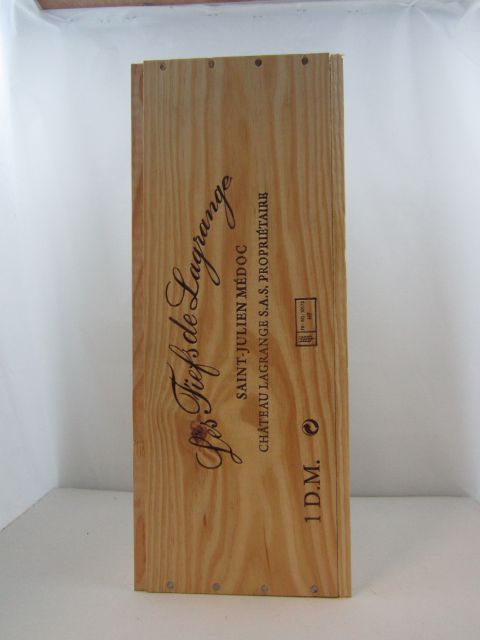 Les Fiefs de Lagrange
SAINT-JULIEN MÉDOC
CHÂTEAU LAGRANGE S.A.S. PROPRIÉTAIRE
1 D.M.